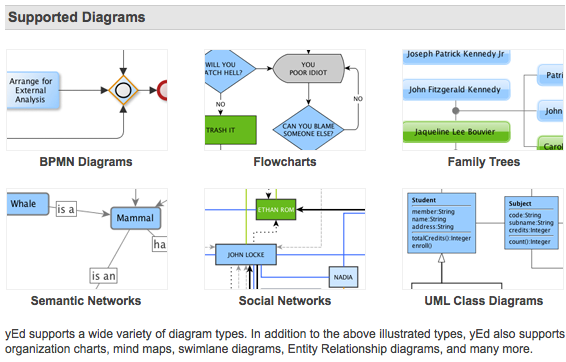 Supported Diagrams
Arrange for
External
Analysis
WILL YOU
CATCH HELL?
NO
TRASH IT
YOU
POOR IDIOT
NO
CAN YOU BLAME
SOMEONE ELSE?
Joseph Patrick Kennedy Jr
John Fitzgerald Kennedy
Jaqueline Lee Bouvier
Patri
John
Carol
BPMN Diagrams
Flowcharts
Family Trees
Whale
is a
Mammal
ha
is an
ETHAN ROM
JOHN LOCKE
NADIA
Student
member:String
name:String
address:String
totalCredits():Integer
enroll()
Subject
code:String
subname:String
credits:Integer
count():Integer
Semantic Networks
Social Networks
UML Class Diagrams
yEd supports a wide variety of diagram types. In addition to the above illustrated types, yEd also supports
organization charts, mind maps, swimlane diagrams, Entity Relationship diagrams, and many more.